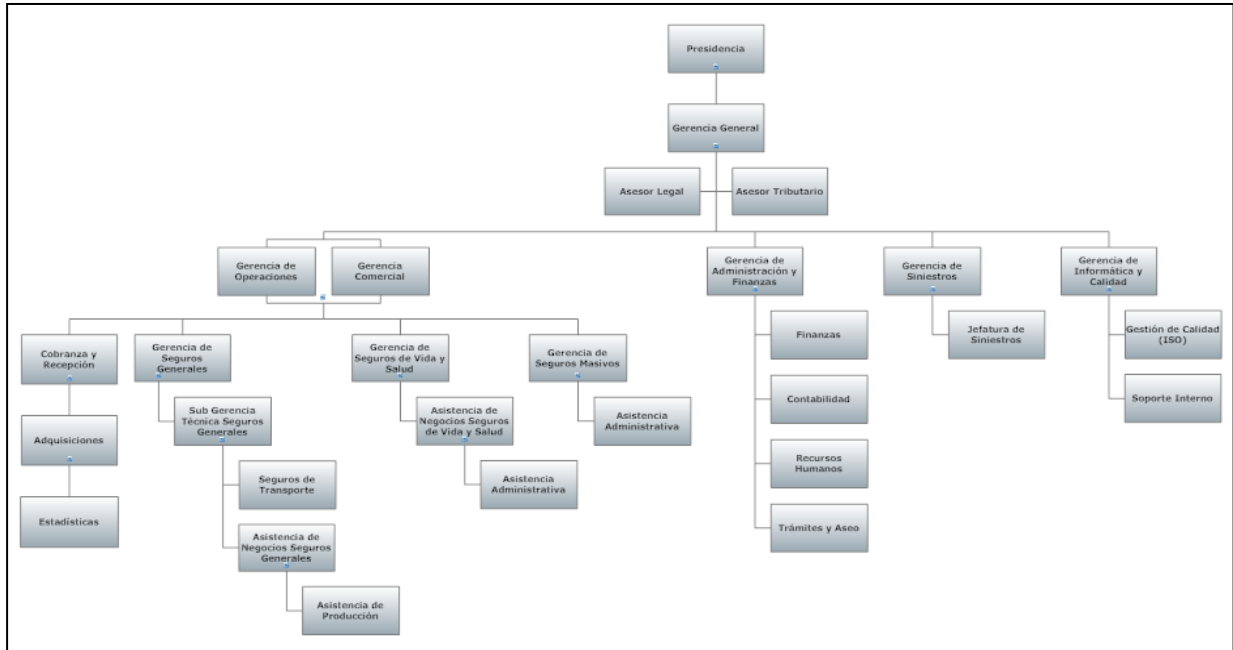 Presidencia
Gerencia General
Asesor Legal
Asesor Tributario
Gerencia de
Operaciones
Gerencia
Comercial
Gerencia de
Administración y
Finanzas
Gerencia de
Siniestros
Gerencia de
Informática y
Calidad
Cobranza y
Recepción
Gerencia de
Seguros
Generales
Gerencia de
Seguros de Vida y
Salud
Gerencia de
Seguros Masivos
Finanzas
Jefatura de
Siniestros
Gestión de Calidad
(ISO)
Adquisiciones
Sub Gerencia
Técnica Seguros
Generales
Asistencia de
Negocios Seguros
de Vida y Salud
Asistencia
Administrativa
Contabilidad
Soporte Interno
Seguros de
Transporte
Asistencia
Administrativa
Recursos
Humanos
Estadísticas
Asistencia de
Negocios Seguros
Generales
Trámites y Aseo
Asistencia de
Producción